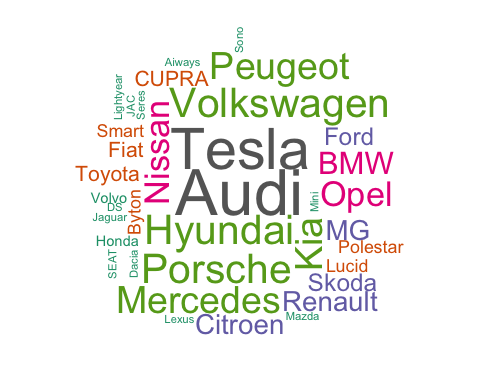 Sono
Aiways
Peugeot
CUPRA
Lightyear
JAC
Seres
Volkswagen
Smart
Nissan
Tesla
Ford
Fiat
BMW
Toyota
Audi
Opel
Volvo
DS
Byton
Mini
Jaguar
Hyundai
Kia
MG
Honda
Polestar
SEAT
Dacia
Porsche
Lucid
Skoda
Mercedes
Renault
Lexus
Citroen
Mazda